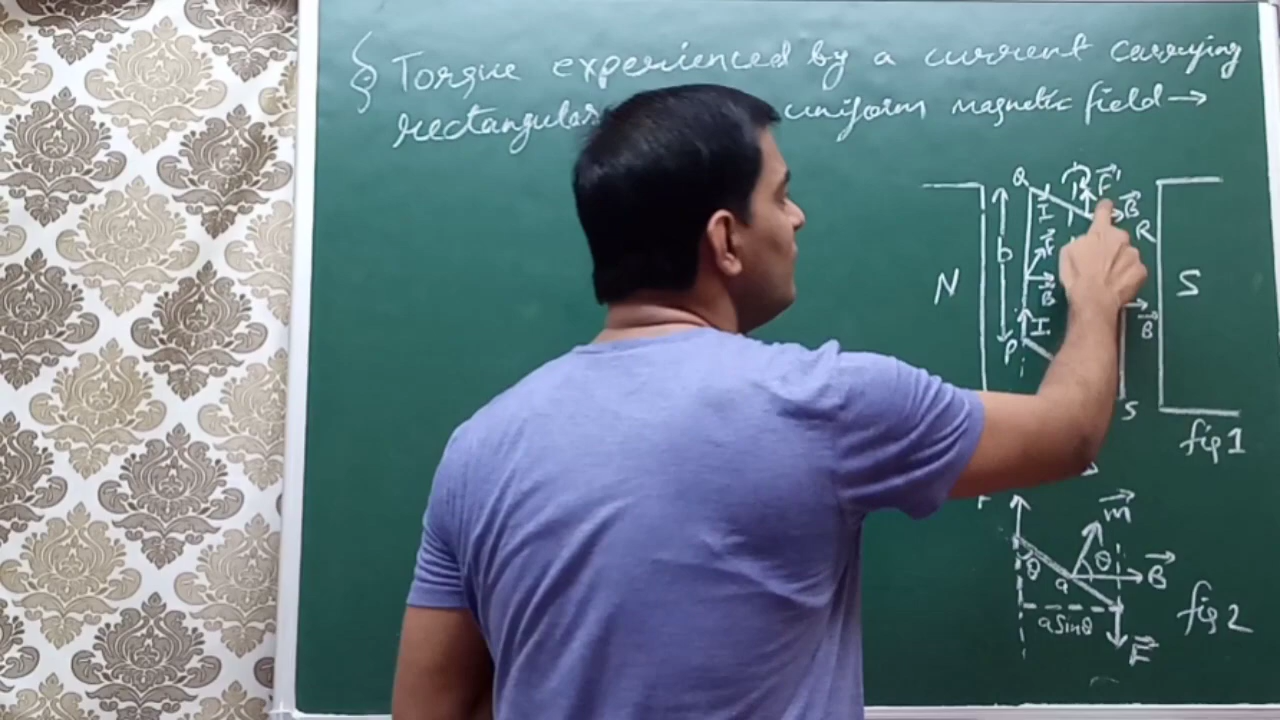 § Torque experienced by a current carrying
rectangular uniform magnetic field →
Q F' B
I R
b F
N B S
I B
P
S
fig 1
m
θ θ B
a
a Sinθ fig 2
F